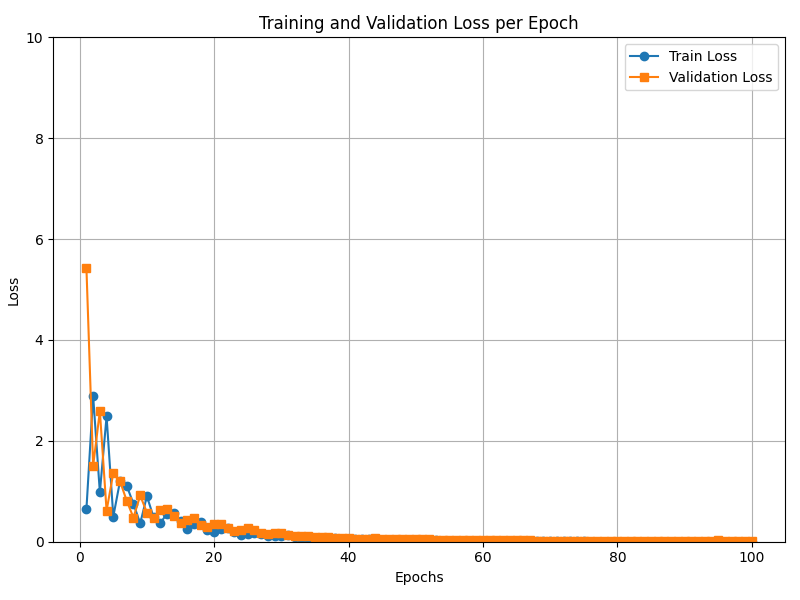 Training and Validation Loss per Epoch
Train Loss
Validation Loss
10
8
6
4
2
0
Loss
0 20 40 60 80 100
Epochs